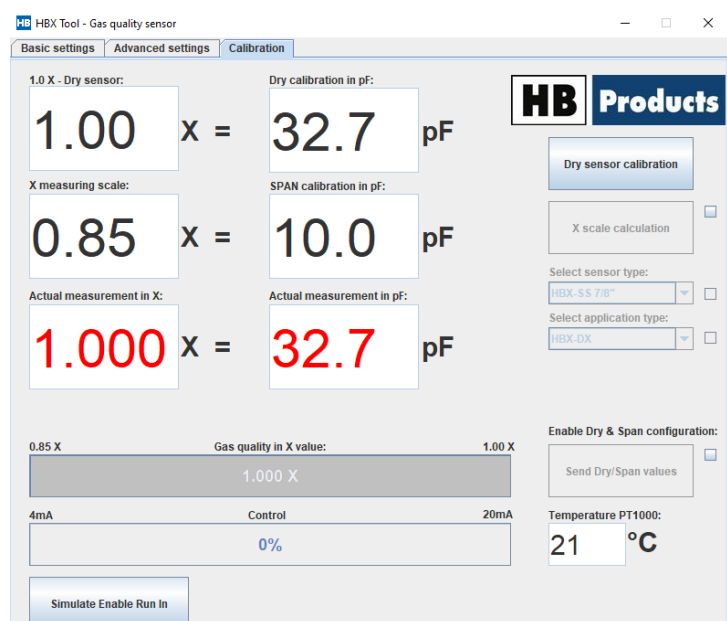 HB HBX Tool - Gas quality sensor
Basic settings Advanced settings Calibration
1.0 X - Dry sensor: Dry calibration in pF:
1.00 X = 32.7 pF
HB Products
Dry sensor calibration
X measuring scale: SPAN calibration in pF:
0.85 X = 10.0 pF
X scale calculation
Select sensor type:
HBX-SS 7/8"
Actual measurement in X: Actual measurement in pF:
1.000 X = 32.7 pF
Select application type:
HBX-DX
Enable Dry & Span configuration:
0.85 X Gas quality in X value: 1.00 X
1.000 X
Send Dry/Span values
4mA Control 20mA
0%
Temperature PT1000:
21 °C
Simulate Enable Run In